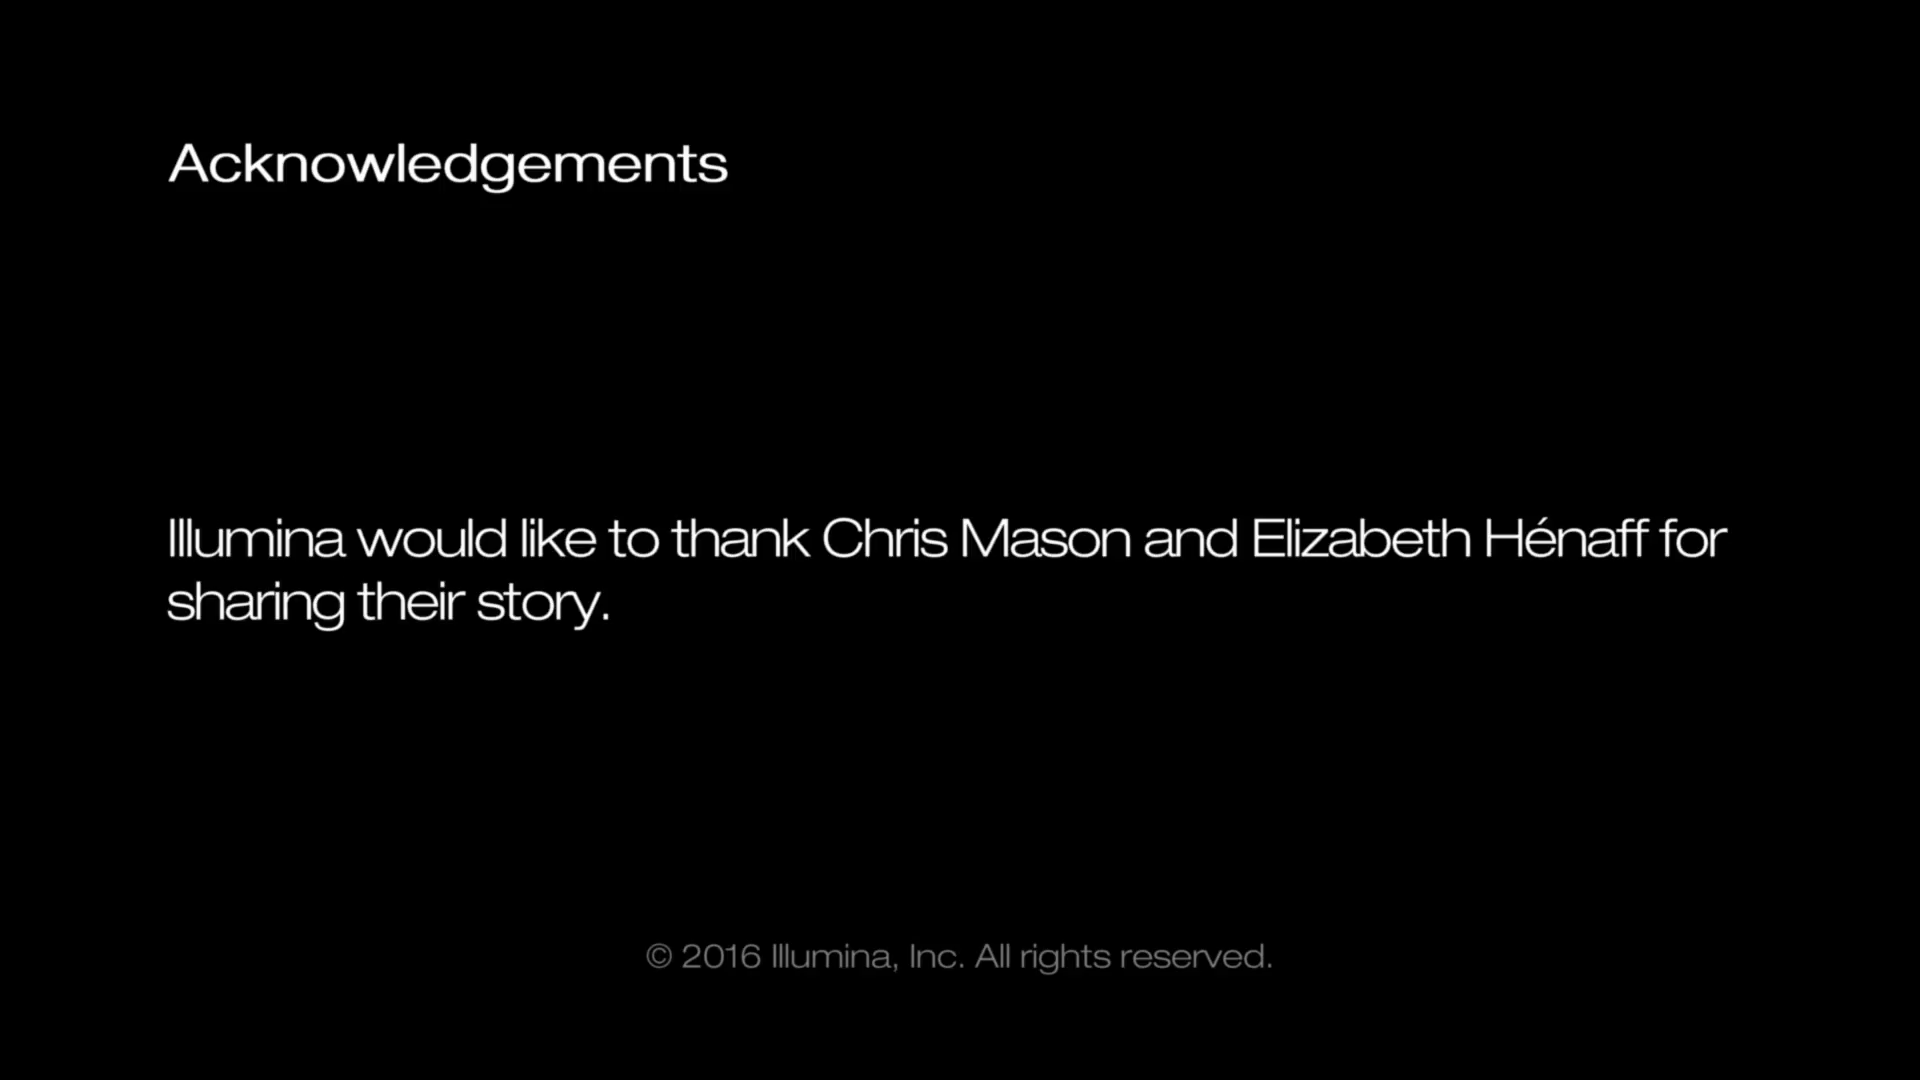 Acknowledgements
Illumina would like to thank Chris Mason and Elizabeth Hénaff for
sharing their story.
© 2016 Illumina, Inc. All rights reserved.